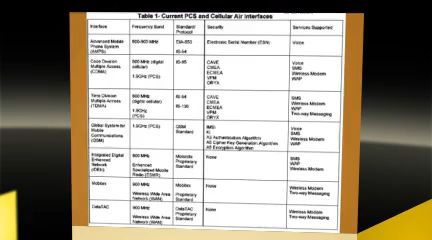 Table 1- Current PCS and Cellular Air Interfaces
Interface Frequency Band Standard/ Protocol Security Services Supported
Advanced Mobile Phone System (AMPS) 800-900 MHz EIA-553 IS-54 Electronic Serial Number (ESN) Voice
Code Division Multiple Access, (CDMA) 800 MHz (digital cellular) 1.9GHz (PCS) IS-95 CAVE CMEA ECMEA VPM ORYX Voice SMS Wireless Modem WAP
Time Division Multiple Access (TDMA) 800 MHz (digital cellular) 1.9GHz (PCS) IS-54 IS-136 CAVE CMEA ECMEA VPM ORYX SMS Wireless Modem WAP Two-way Messaging
Global System for Mobile Communications (GSM) 1.9GHz (PCS) GSM Standard IMSI Ki A3 Authentication Algorithm A8 Cipher Key Generation Algorithm A5 Encryption Algorithm Voice SMS Wireless Modem WAP
Integrated Digital Enhanced Network (iDEN) 800 MHz Enhanced Specialized Mobile Radio (ESMR) Motorola Proprietary Standard None SMS WAP Wireless Modem
Mobitex 900 MHz Wireless Wide Area Network (WAN) Mobitex Proprietary Standard None Wireless Modem Two-way Messaging
DataTAC 900 MHz Wireless Wide Area Network (WAN) DataTAC Proprietary Standard None Wireless Modem Two-way Messaging